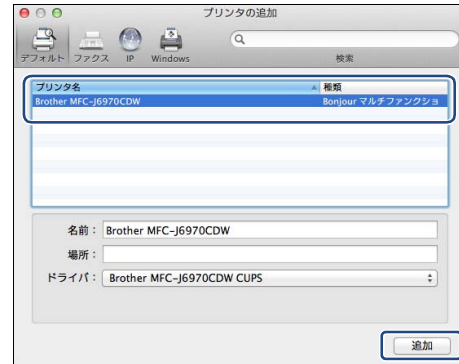 プリンタの追加
デフォルト ファクス IP Windows 検索
プリンタ名 種類
Brother MFC-J6970CDW Bonjour マルチファンクショ
名前： Brother MFC-J6970CDW
場所：
ドライバ： Brother MFC-J6970CDW CUPS
追加